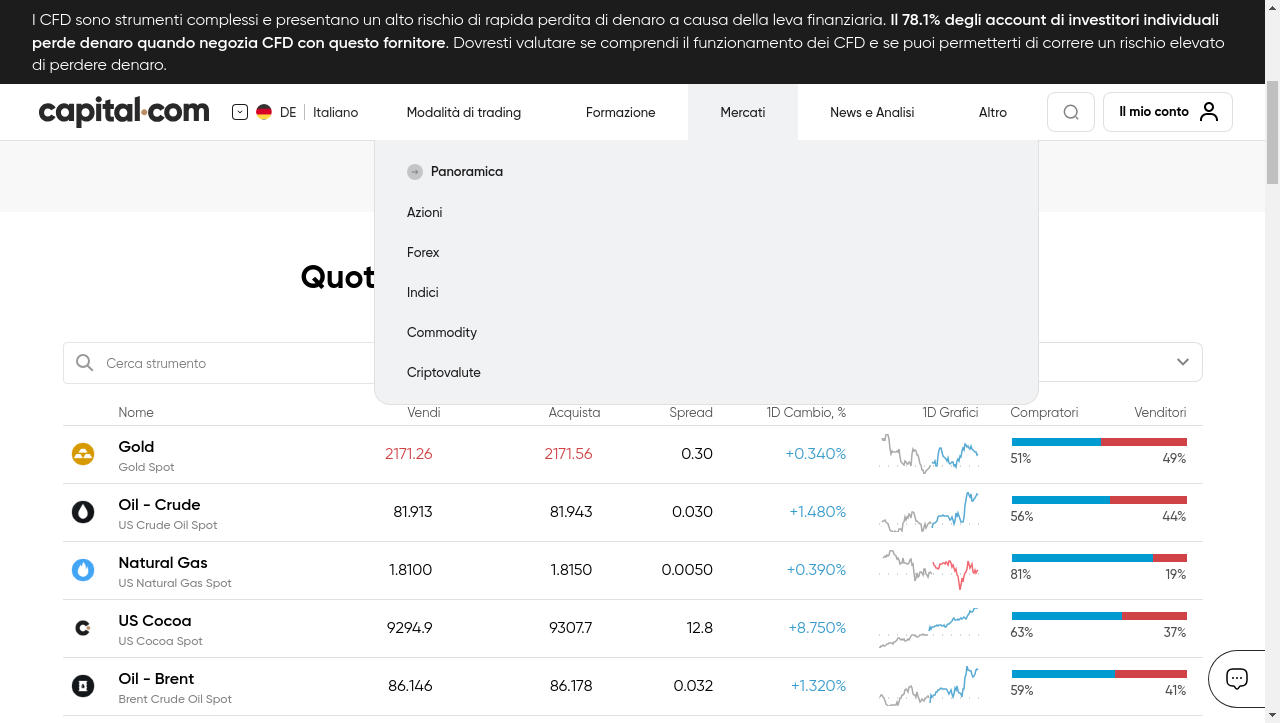 I CFD sono strumenti complessi e presentano un alto rischio di rapida perdita di denaro a causa della leva finanziaria. Il 78.1% degli account di investitori individuali
perde denaro quando negozia CFD con questo fornitore. Dovresti valutare se comprendi il funzionamento dei CFD e se puoi permetterti di correre un rischio elevato
di perdere denaro.
capital.com DE Italiano Modalità di trading Formazione Mercati News e Analisi Altro Il mio conto
Panoramica
Azioni
Forex
Quot
Indici
Commodity
Cerca strumento
Criptovalute
Nome Vendi Acquista Spread 1D Cambio, % 1D Grafici Compratori Venditori
Gold 2171.26 2171.56 0.30 +0.340% 51% 49%
Gold Spot
Oil - Crude 81.913 81.943 0.030 +1.480% 56% 44%
US Crude Oil Spot
Natural Gas 1.8100 1.8150 0.0050 +0.390% 81% 19%
US Natural Gas Spot
US Cocoa 9294.9 9307.7 12.8 +8.750% 63% 37%
US Cocoa Spot
Oil - Brent 86.146 86.178 0.032 +1.320% 59% 41%
Brent Crude Oil Spot